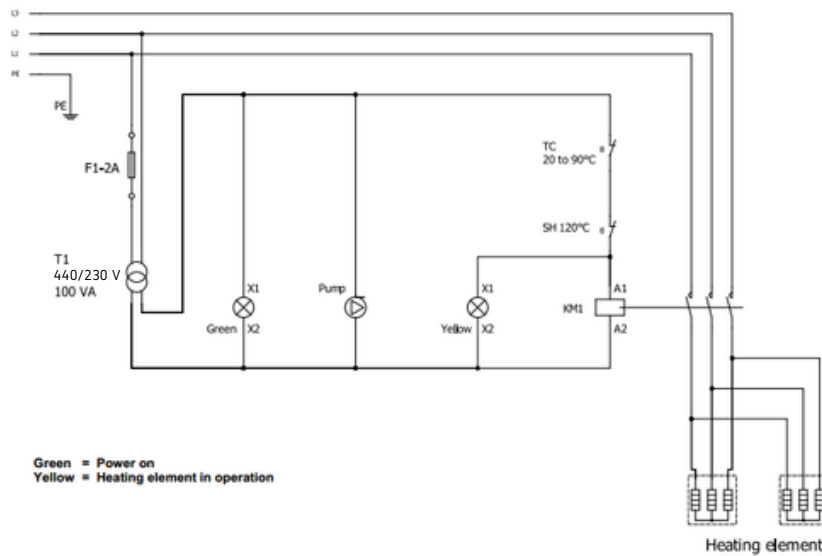 L3
L2
L1
PE
PE
F1-2A
TC
20 to 90°C
SH 120°C
T1
440/230 V
100 VA
X1
Green
X2
Pump
X1
Yellow
X2
A1
KM1
A2
Green = Power on
Yellow = Heating element in operation
Heating element